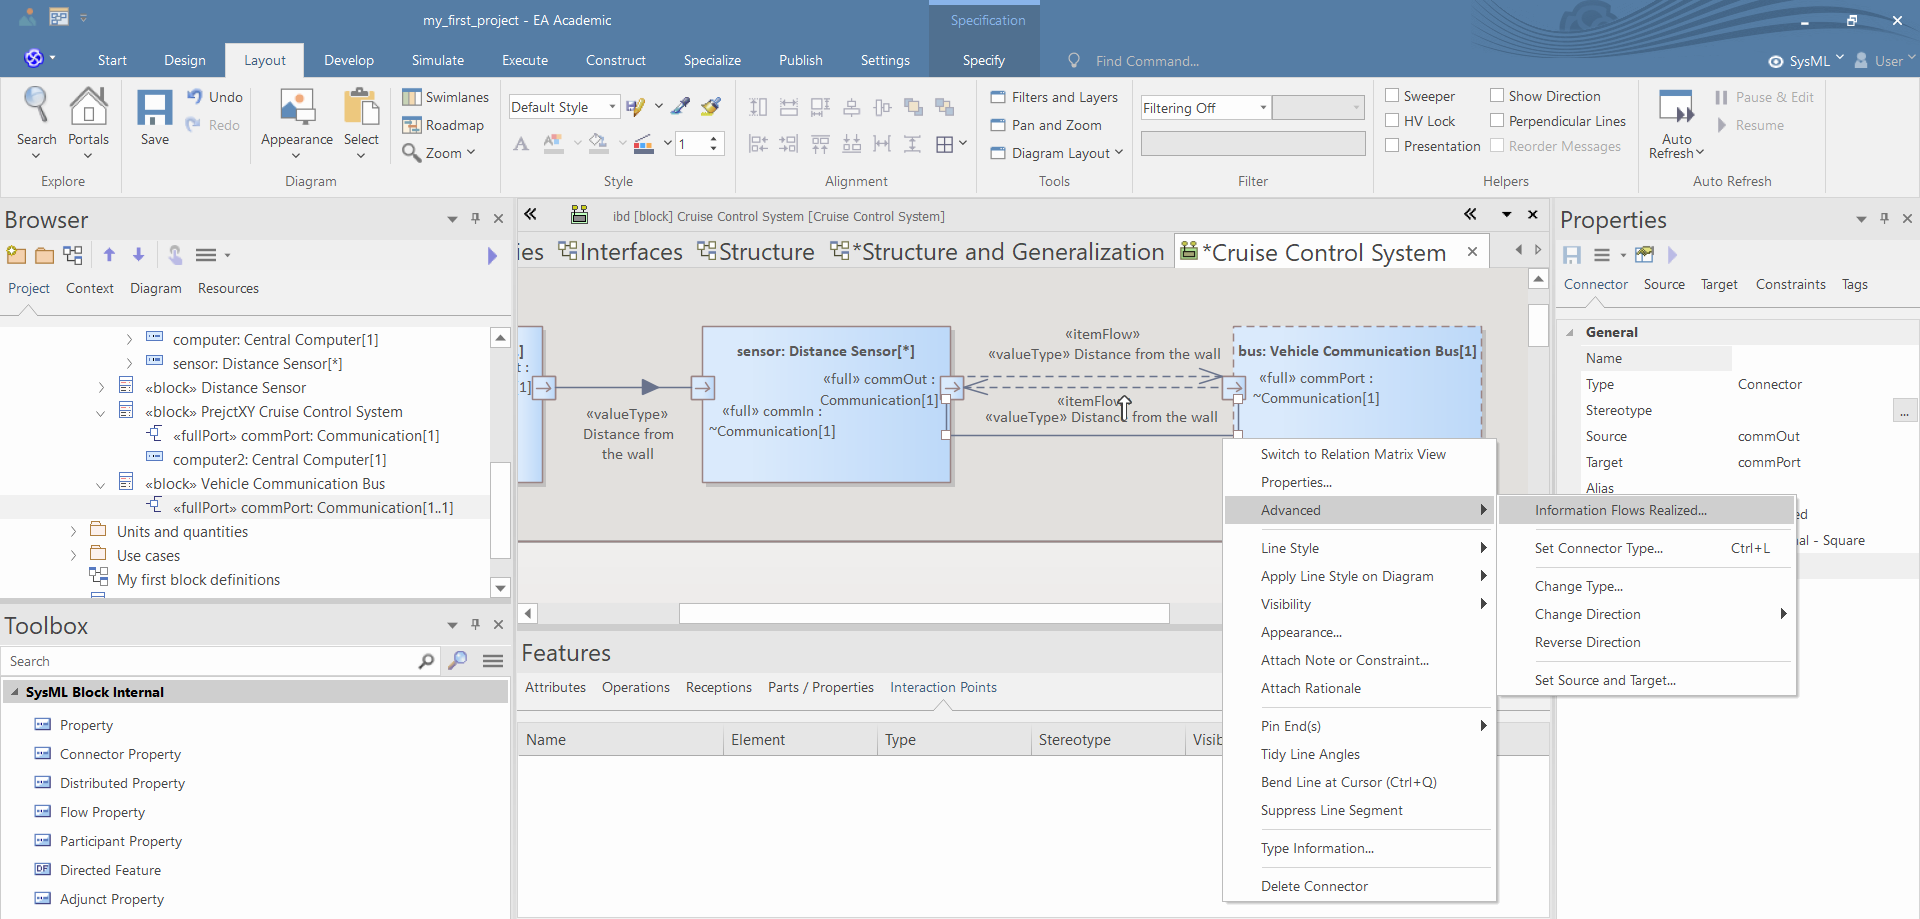 my_first_project - EA Academic
Specification
Start Design Layout Develop Simulate Execute Construct Specialize Publish Settings Specify Find Command... SysML User
Search
Portals
Explore
Save
Undo
Redo
Appearance
Select
Swimlanes
Roadmap
Zoom
Diagram
Default Style
1
Style
Alignment
Filters and Layers
Pan and Zoom
Diagram Layout
Tools
Filtering Off
Filter
Sweeper
HV Lock
Presentation
Show Direction
Perpendicular Lines
Reorder Messages
Helpers
Auto
Refresh
Pause & Edit
Resume
Auto Refresh
Browser
Project Context Diagram Resources
computer: Central Computer[1]
sensor: Distance Sensor[*]
«block» Distance Sensor
«block» PrejctXY Cruise Control System
«fullPort» commPort: Communication[1]
computer2: Central Computer[1]
«block» Vehicle Communication Bus
«fullPort» commPort: Communication[1..1]
Units and quantities
Use cases
My first block definitions
Toolbox
Search
SysML Block Internal
Property
Connector Property
Distributed Property
Flow Property
Participant Property
DF Directed Feature
Adjunct Property
ibd [block] Cruise Control System [Cruise Control System]
ies Interfaces Structure *Structure and Generalization *Cruise Control System
]
t :
1]
«valueType»
Distance from
the wall
sensor: Distance Sensor[*]
«full» commOut :
Communication[1]
«full» commIn :
~Communication[1]
«itemFlow»
«valueType» Distance from the wall
«itemFlow»
«valueType» Distance from the wall
bus: Vehicle Communication Bus[1]
«full» commPort :
~Communication[1]
Features
Attributes Operations Receptions Parts / Properties Interaction Points
Name Element Type Stereotype Visib
Switch to Relation Matrix View
Properties...
Advanced
Line Style
Apply Line Style on Diagram
Visibility
Appearance...
Attach Note or Constraint...
Attach Rationale
Pin End(s)
Tidy Line Angles
Bend Line at Cursor (Ctrl+Q)
Suppress Line Segment
Type Information...
Delete Connector
Information Flows Realized...
Set Connector Type... Ctrl+L
Change Type...
Change Direction
Reverse Direction
Set Source and Target...
Properties
Connector Source Target Constraints Tags
General
Name
Type Connector
Stereotype ...
Source commOut
Target commPort
Alias
ed
al - Square